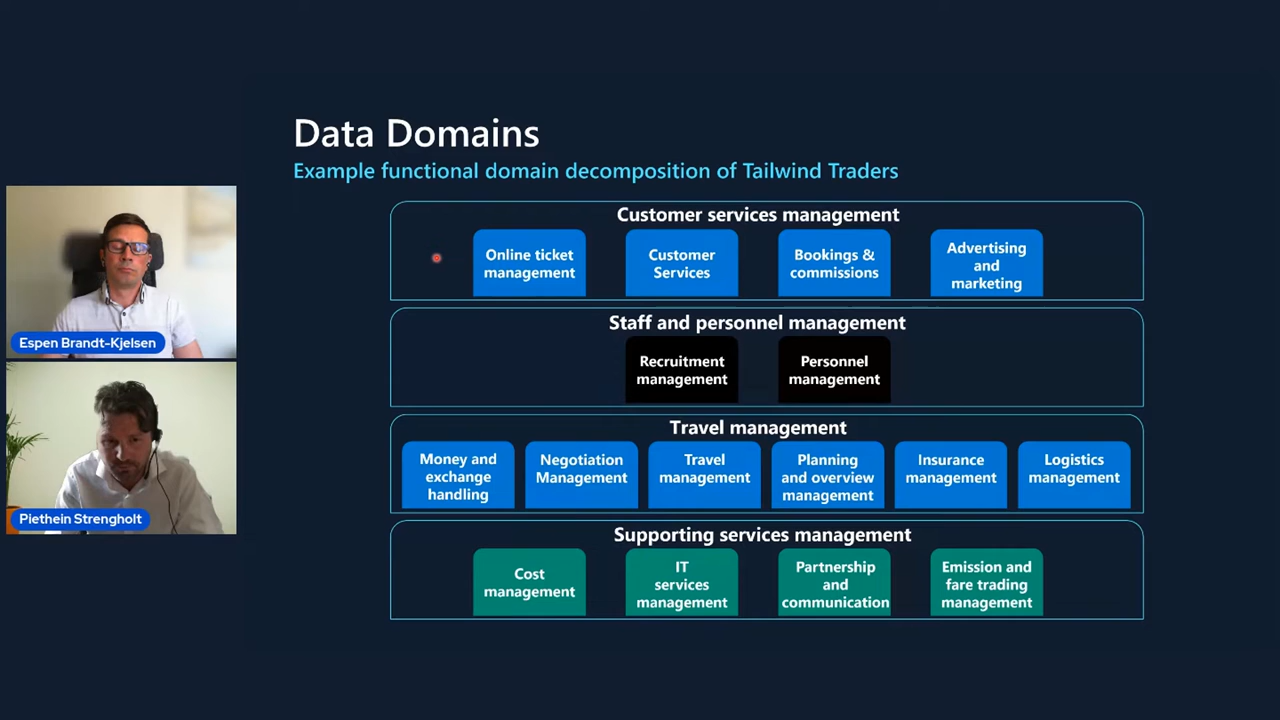 Data Domains
Example functional domain decomposition of Tailwind Traders
Customer services management
Online ticket
management
Customer
Services
Bookings &
commissions
Advertising
and
marketing
Staff and personnel management
Recruitment
management
Personnel
management
Travel management
Money and
exchange
handling
Negotiation
Management
Travel
management
Planning
and overview
management
Insurance
management
Logistics
management
Supporting services management
Cost
management
IT
services
management
Partnership
and
communication
Emission and
fare trading
management
Espen Brandt-Kjelsen
Piethein Strengholt